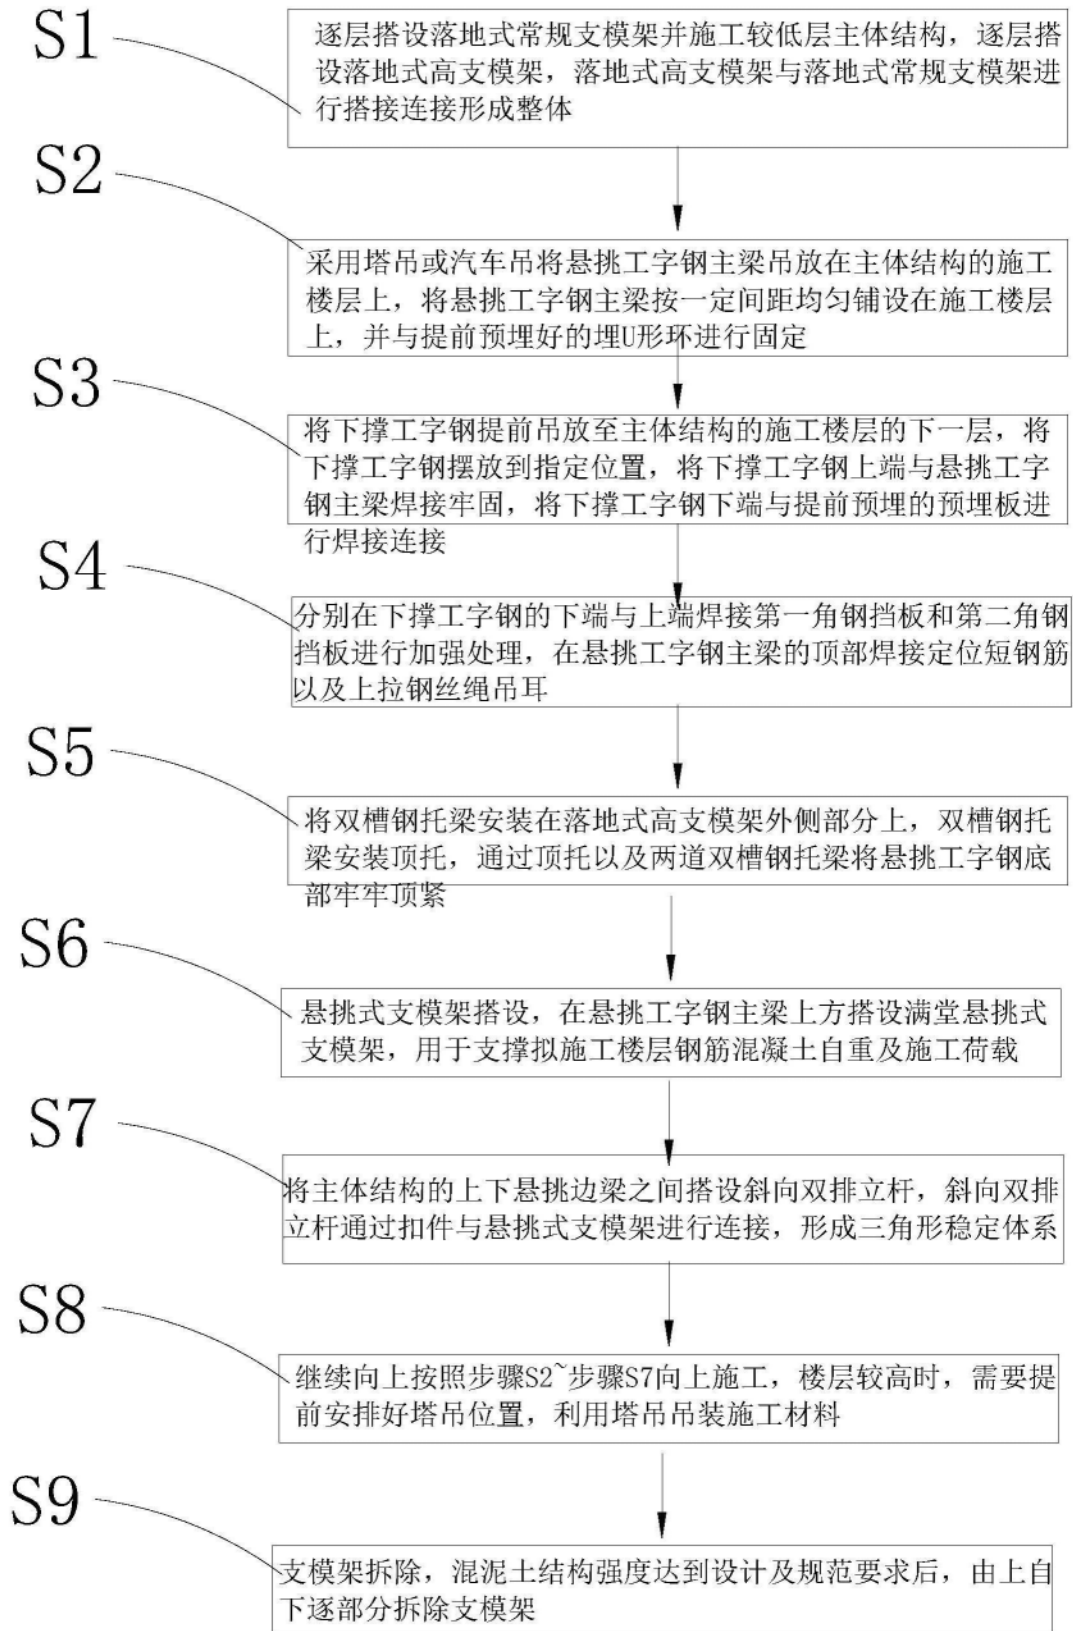 S1
逐层搭设落地式常规支模架并施工较低层主体结构，逐层搭
设落地式高支模架，落地式高支模架与落地式常规支模架进
行搭接连接形成整体
S2
采用塔吊或汽车吊将悬挑工字钢主梁吊放在主体结构的施工
楼层上，将悬挑工字钢主梁按一定间距均匀铺设在施工楼层
上，并与提前预埋好的埋U形环进行固定
S3
将下撑工字钢提前吊放至主体结构的施工楼层的下一层，将
下撑工字钢摆放到指定位置，将下撑工字钢上端与悬挑工字
钢主梁焊接牢固，将下撑工字钢下端与提前预埋的预埋板进
行焊接连接
S4
分别在下撑工字钢的下端与上端焊接第一角钢挡板和第二角钢
挡板进行加强处理，在悬挑工字钢主梁的顶部焊接定位短钢筋
以及上拉钢丝绳吊耳
S5
将双槽钢托梁安装在落地式高支模架外侧部分上，双槽钢托
梁安装顶托，通过顶托以及两道双槽钢托梁将悬挑工字钢底
部牢牢顶紧
S6
悬挑式支模架搭设，在悬挑工字钢主梁上方搭设满堂悬挑式
支模架，用于支撑拟施工楼层钢筋混凝土自重及施工荷载
S7
将主体结构的上下悬挑边梁之间搭设斜向双排立杆，斜向双排
立杆通过扣件与悬挑式支模架进行连接，形成三角形稳定体系
S8
继续向上按照步骤S2~步骤S7向上施工，楼层较高时，需要提
前安排好塔吊位置，利用塔吊吊装施工材料
S9
支模架拆除，混泥土结构强度达到设计及规范要求后，由上自
下逐部分拆除支模架